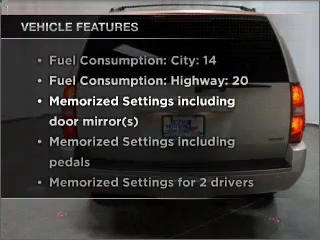 VEHICLE FEATURES
• Fuel Consumption: City: 14
• Fuel Consumption: Highway: 20
• Memorized Settings including
door mirror(s)
• Memorized Settings including
pedals
• Memorized Settings for 2 drivers